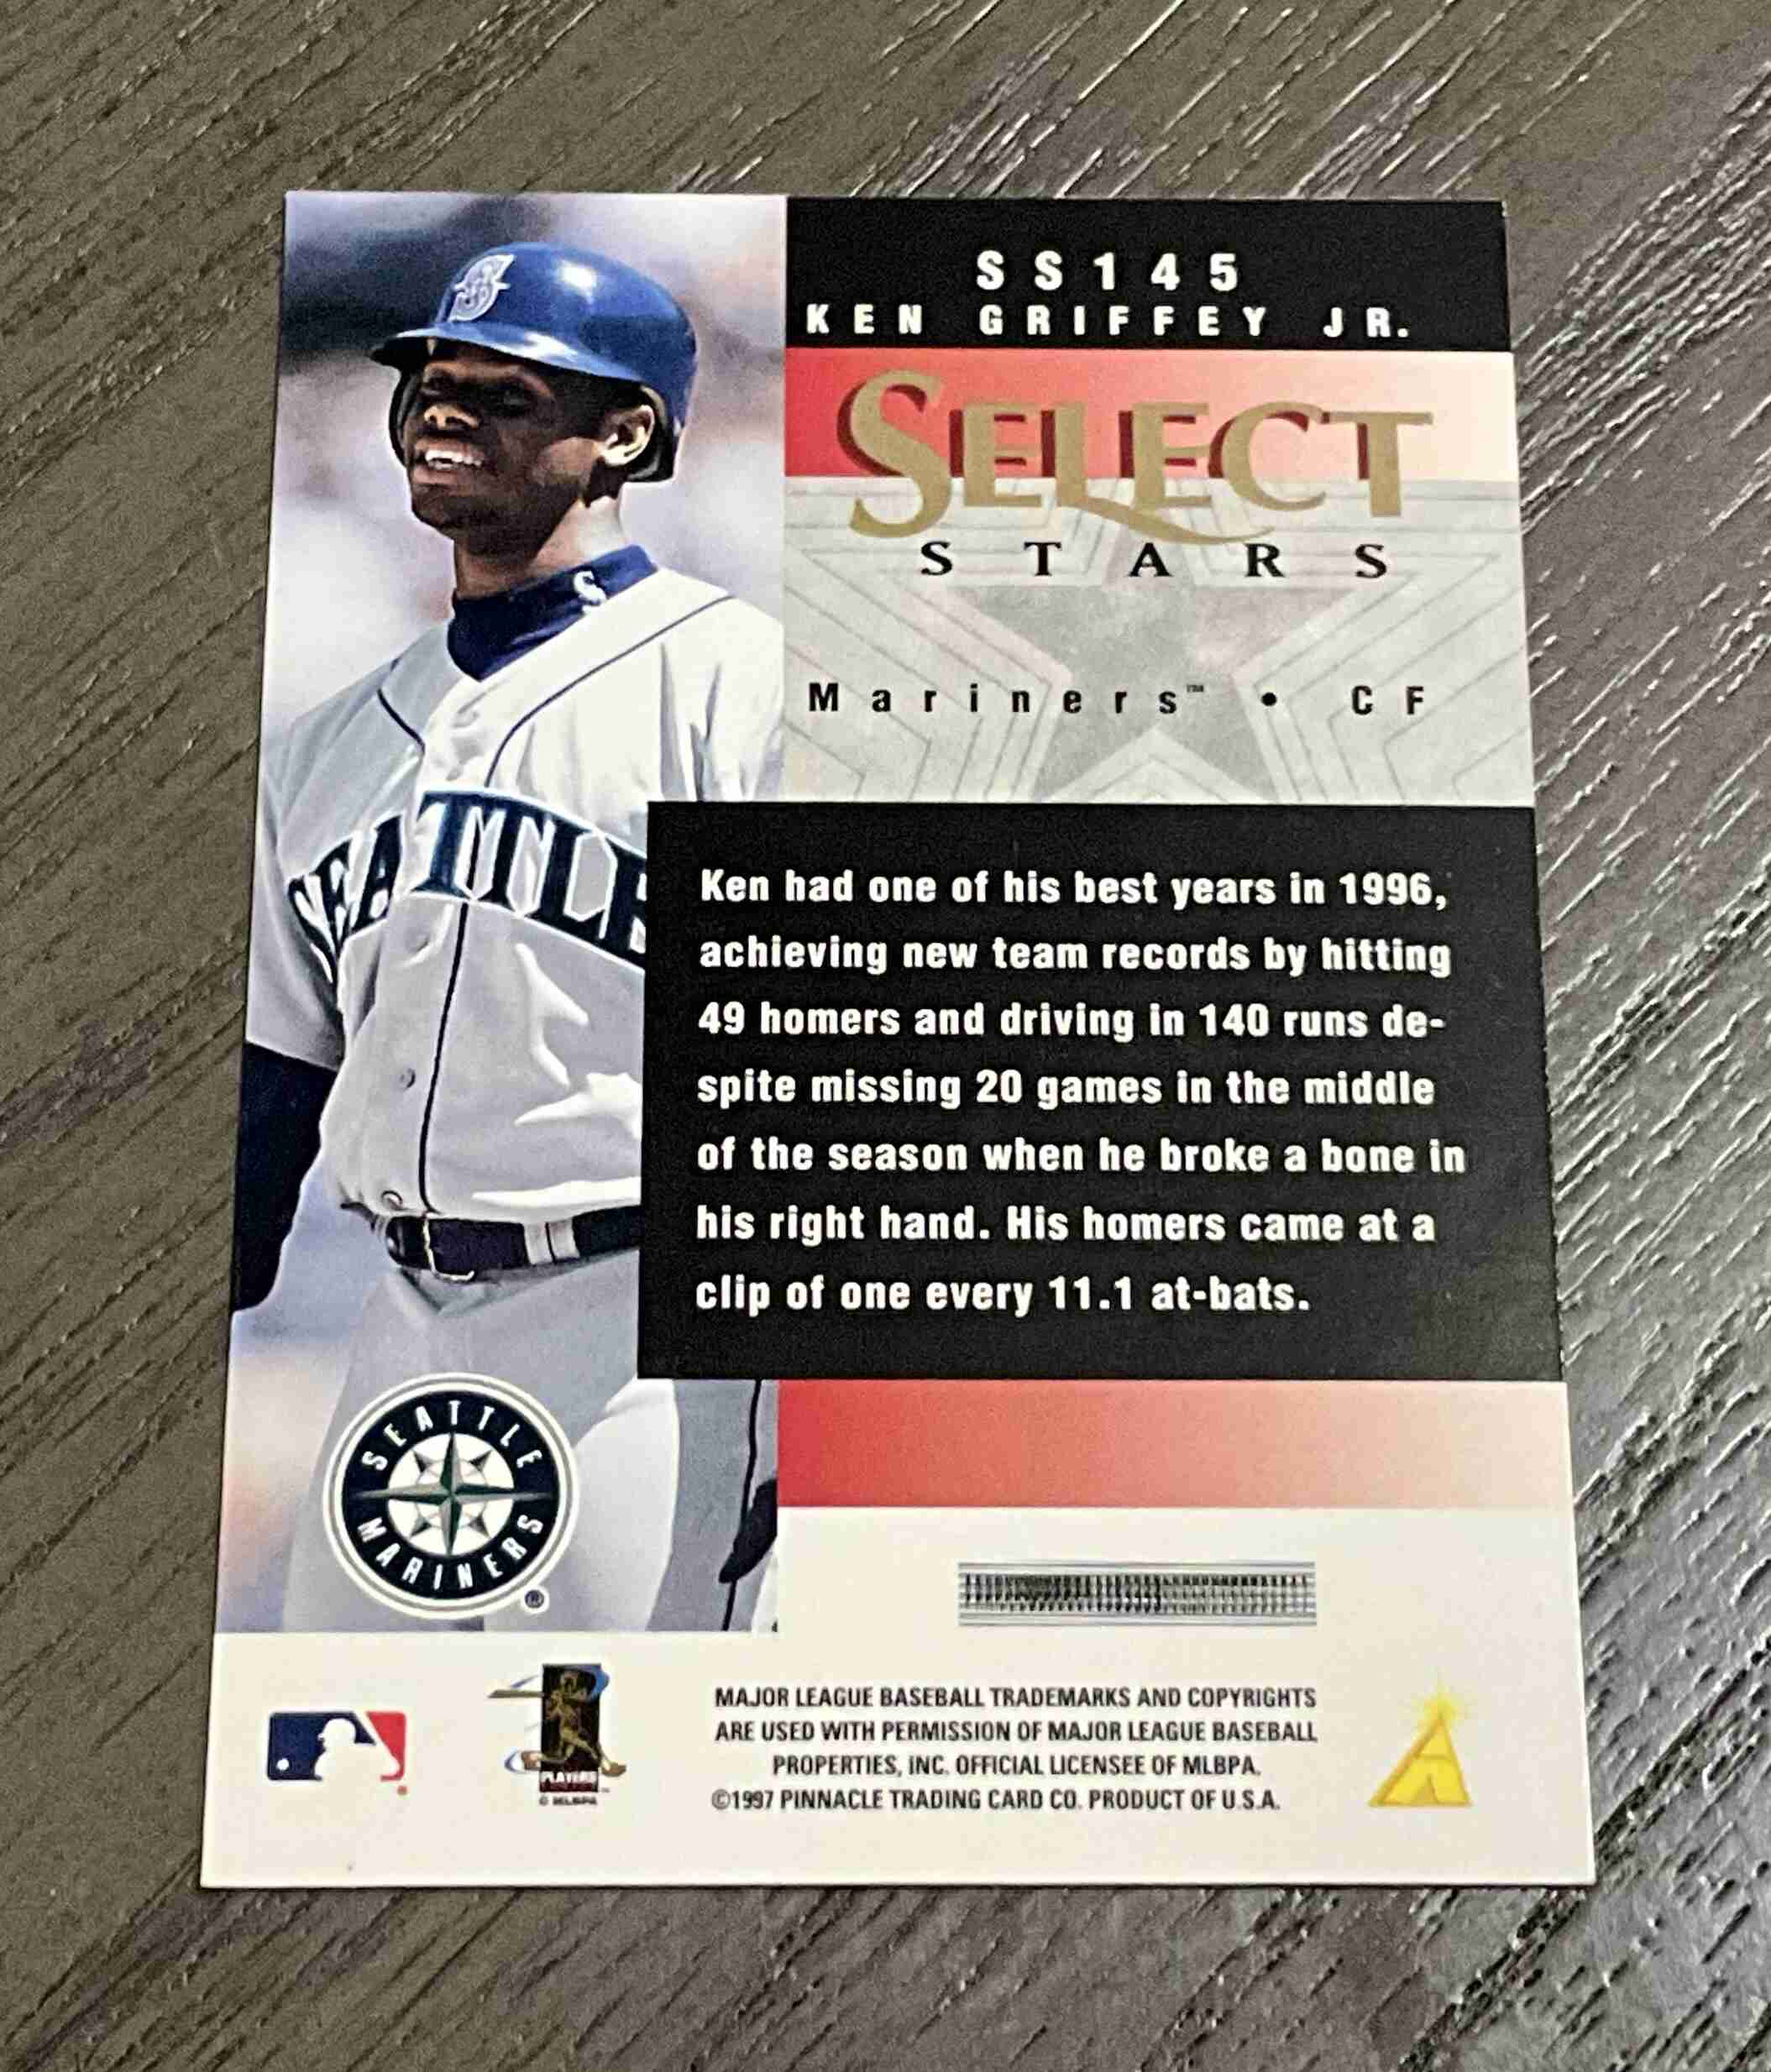 SS145
KEN GRIFFEY JR.
SELECT
STARS
Mariners™ • CF
S
SEATTLE
Ken had one of his best years in 1996,
achieving new team records by hitting
49 homers and driving in 140 runs de-
spite missing 20 games in the middle
of the season when he broke a bone in
his right hand. His homers came at a
clip of one every 11.1 at-bats.
SEATTLE
MARINERS
®
PLAYERS
© MLBPA
MAJOR LEAGUE BASEBALL TRADEMARKS AND COPYRIGHTS
ARE USED WITH PERMISSION OF MAJOR LEAGUE BASEBALL
PROPERTIES, INC. OFFICIAL LICENSEE OF MLBPA.
©1997 PINNACLE TRADING CARD CO. PRODUCT OF U.S.A.